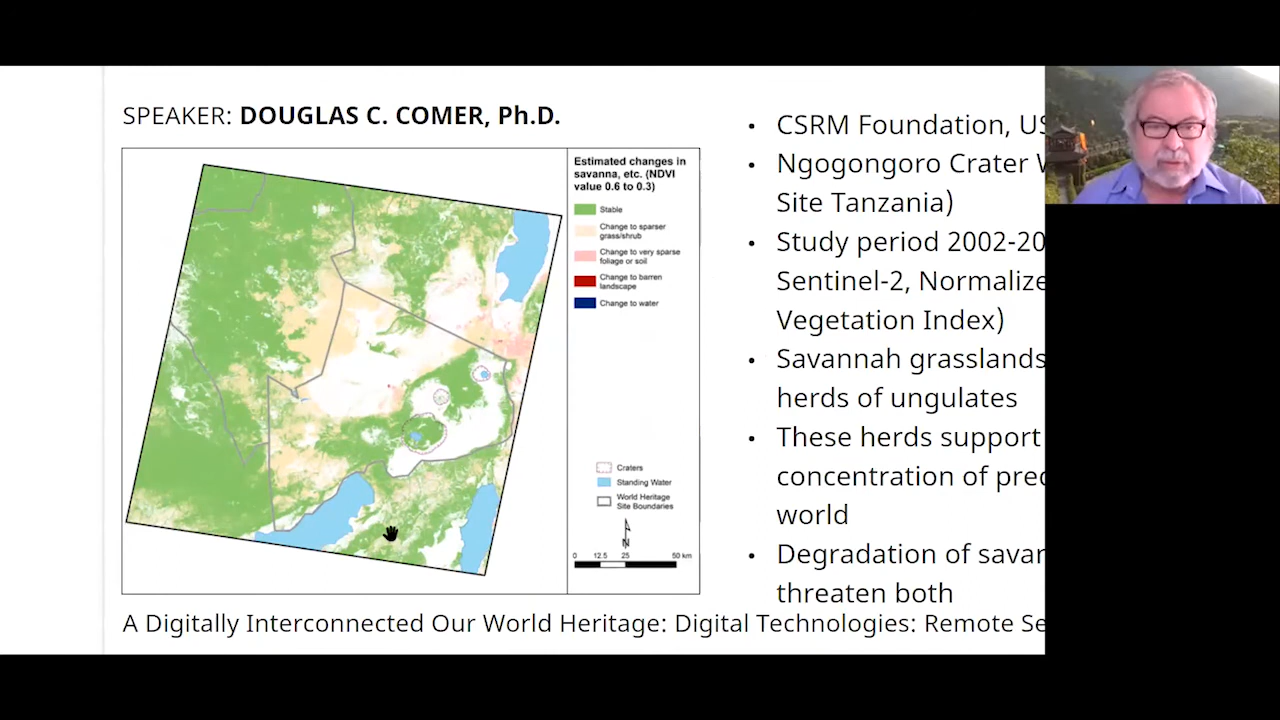 SPEAKER: DOUGLAS C. COMER, Ph.D.
Estimated changes in
savanna, etc. (NDVI
value 0.6 to 0.3)
Stable
Change to sparser
grass/shrub
Change to very sparse
foliage or soil
Change to barren
landscape
Change to water
Craters
Standing Water
World Heritage
Site Boundaries
N
0 12.5 25 50 km
• CSRM Foundation, US
• Ngogongoro Crater W
Site Tanzania)
• Study period 2002-20
Sentinel-2, Normalize
Vegetation Index)
• Savannah grasslands
herds of ungulates
• These herds support
concentration of pred
world
• Degradation of savan
threaten both
A Digitally Interconnected Our World Heritage: Digital Technologies: Remote Se